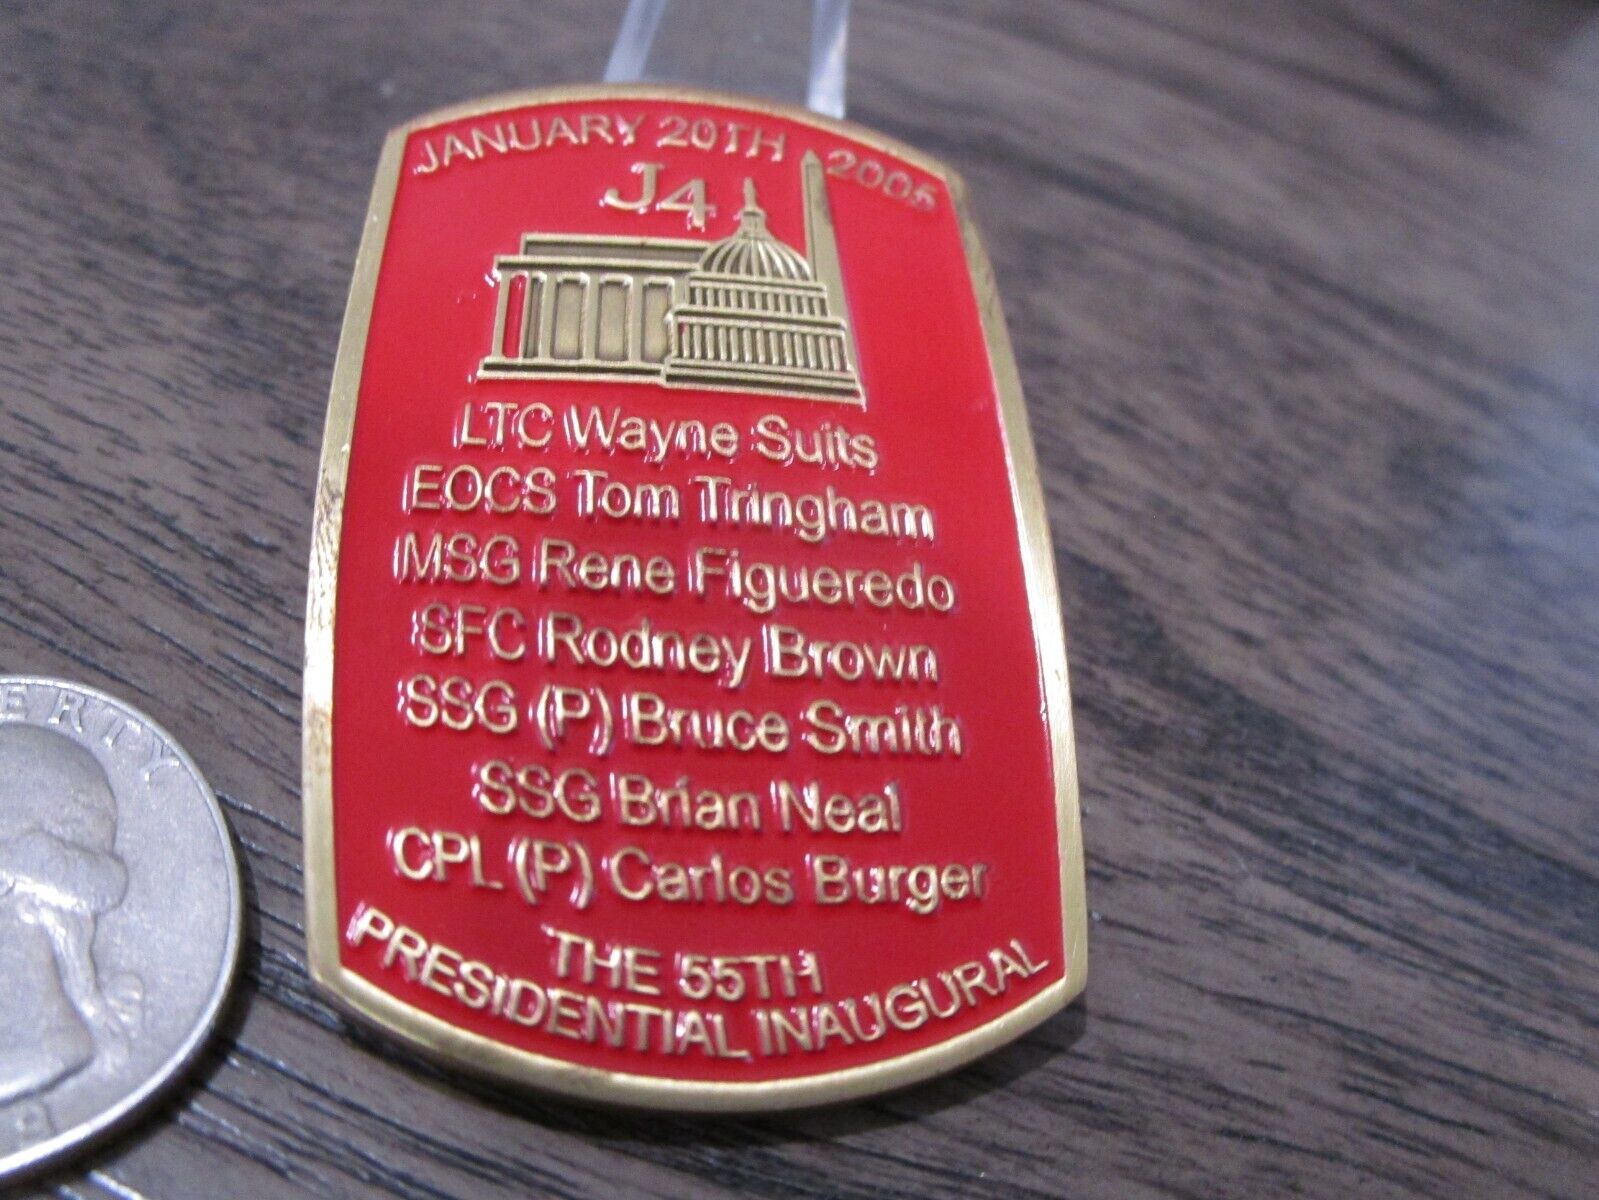 JANUARY 20TH 2005
J4
LTC Wayne Suits
EOCS Tom Tringham
MSG Rene Figueredo
SFC Rodney Brown
SSG (P) Bruce Smith
SSG Brian Neal
CPL (P) Carlos Burger
THE 55TH
PRESIDENTIAL INAUGURAL